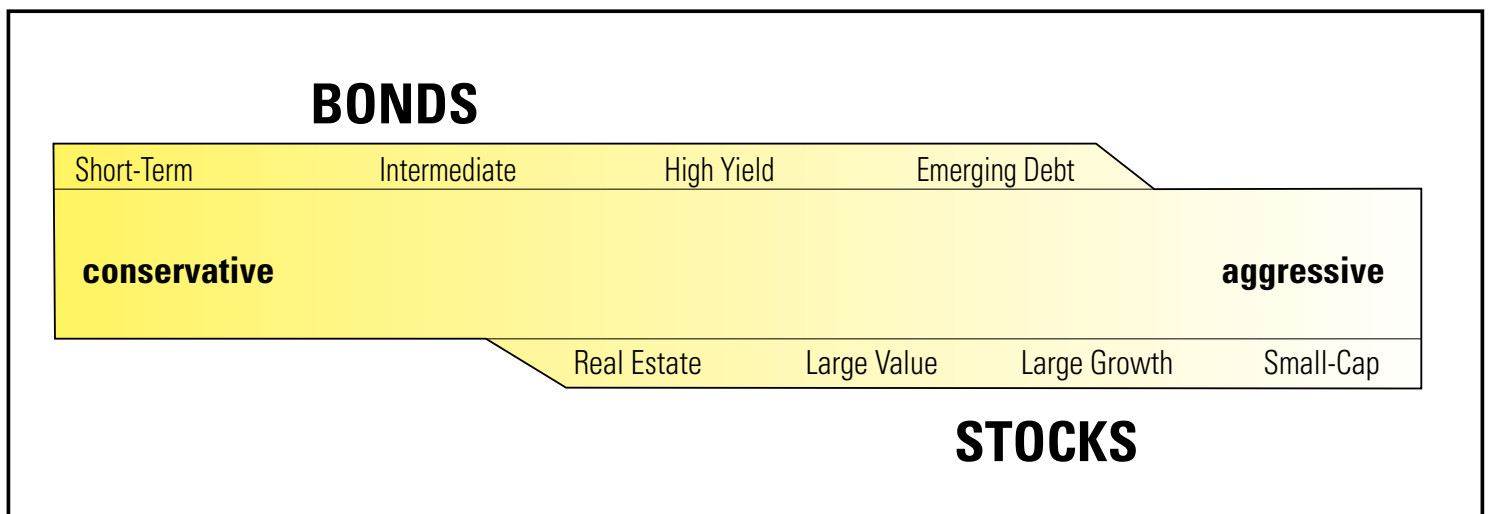 BONDS
Short-Term Intermediate High Yield Emerging Debt
conservative aggressive
Real Estate Large Value Large Growth Small-Cap
STOCKS